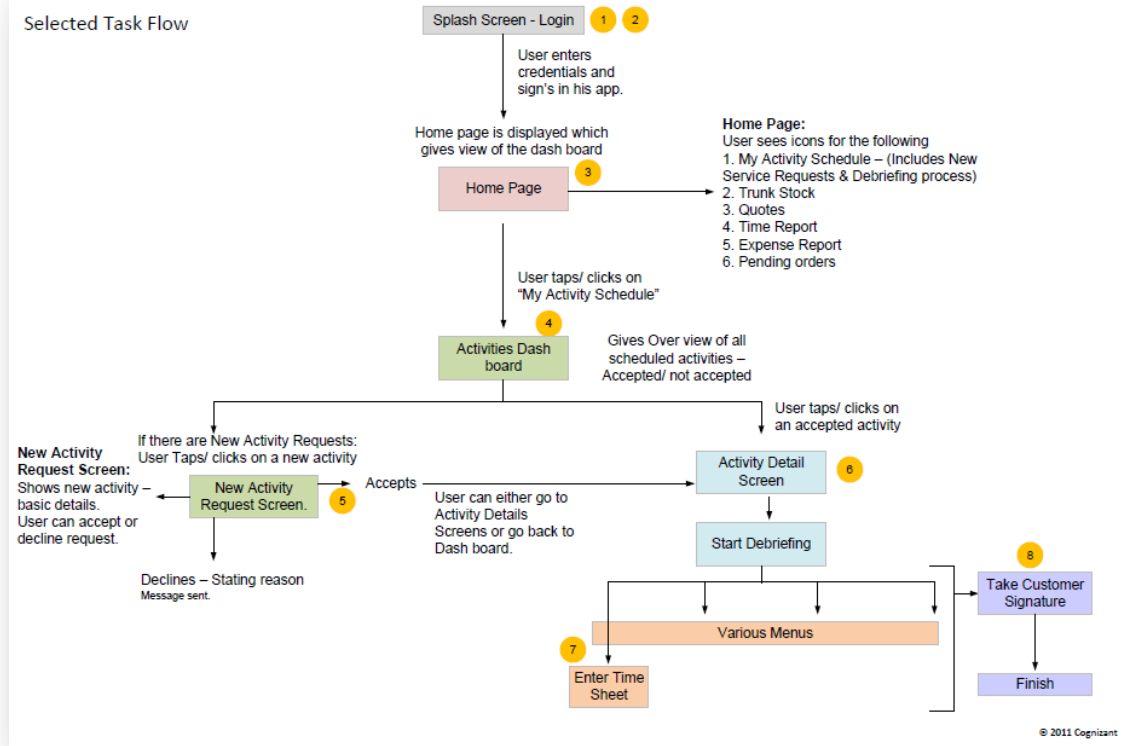 Selected Task Flow
Splash Screen - Login
1
2
User enters
credentials and
sign's in his app.
Home page is displayed which
gives view of the dash board
3
Home Page
Home Page:
User sees icons for the following
1. My Activity Schedule – (Includes New
Service Requests & Debriefing process)
2. Trunk Stock
3. Quotes
4. Time Report
5. Expense Report
6. Pending orders
User taps/ clicks on
“My Activity Schedule”
4
Activities Dash
board
Gives Over view of all
scheduled activities –
Accepted/ not accepted
User taps/ clicks on
an accepted activity
If there are New Activity Requests:
User Taps/ clicks on a new activity
New Activity
Request Screen:
Shows new activity –
basic details.
User can accept or
decline request.
New Activity
Request Screen.
5
Accepts
User can either go to
Activity Details
Screens or go back to
Dash board.
Activity Detail
Screen
6
Declines – Stating reason
Message sent.
Start Debriefing
Various Menus
7
Enter Time
Sheet
8
Take Customer
Signature
Finish
© 2011 Cognizant